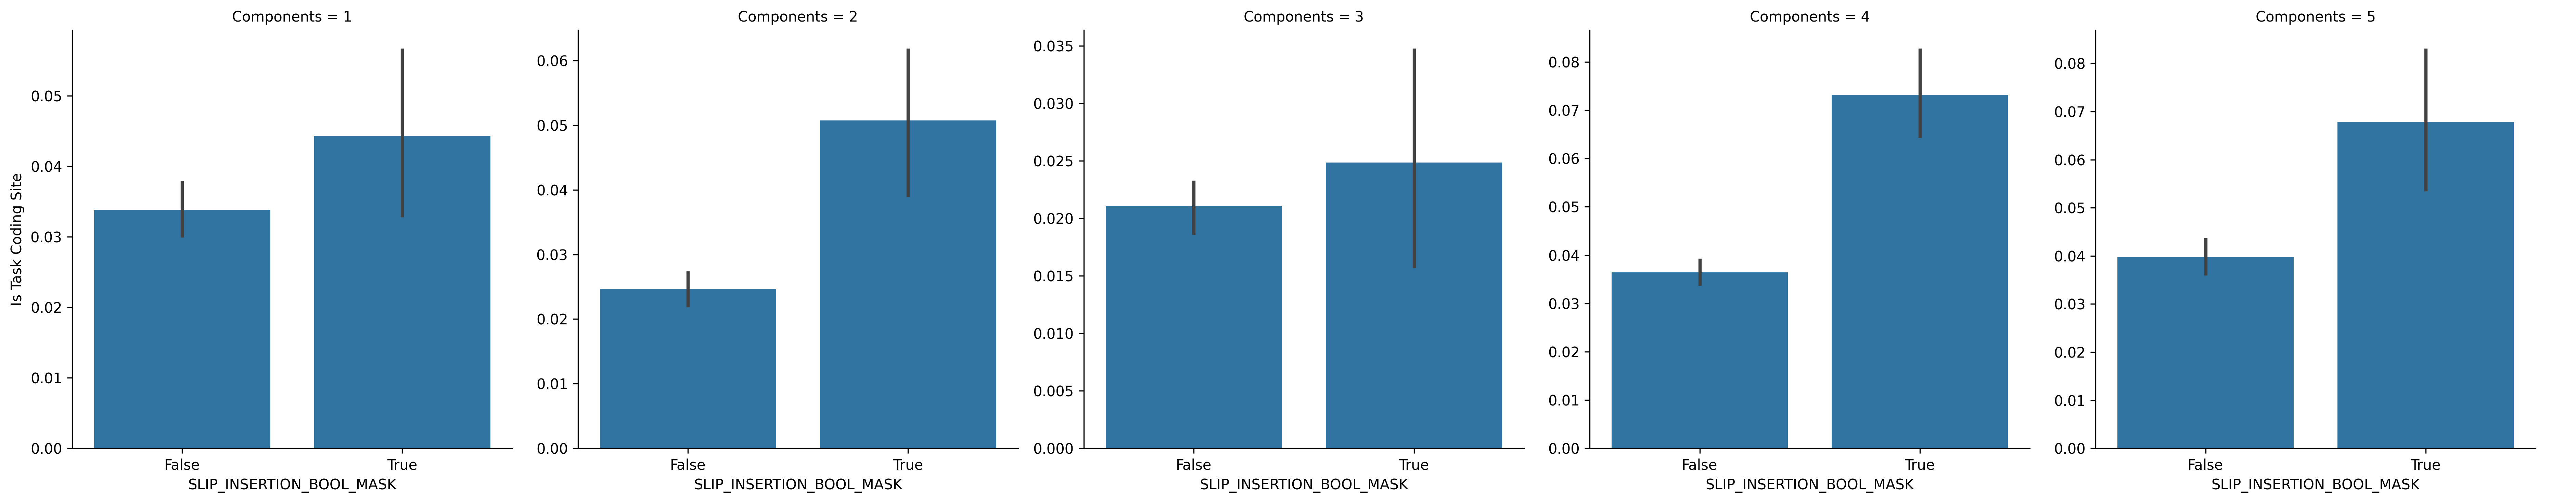 Components = 1
Is Task Coding Site
0.05
0.04
0.03
0.02
0.01
0.00
False
True
SLIP_INSERTION_BOOL_MASK
Components = 2
0.06
0.05
0.04
0.03
0.02
0.01
0.00
False
True
SLIP_INSERTION_BOOL_MASK
Components = 3
0.035
0.030
0.025
0.020
0.015
0.010
0.005
0.000
False
True
SLIP_INSERTION_BOOL_MASK
Components = 4
0.08
0.07
0.06
0.05
0.04
0.03
0.02
0.01
0.00
False
True
SLIP_INSERTION_BOOL_MASK
Components = 5
0.08
0.07
0.06
0.05
0.04
0.03
0.02
0.01
0.00
False
True
SLIP_INSERTION_BOOL_MASK